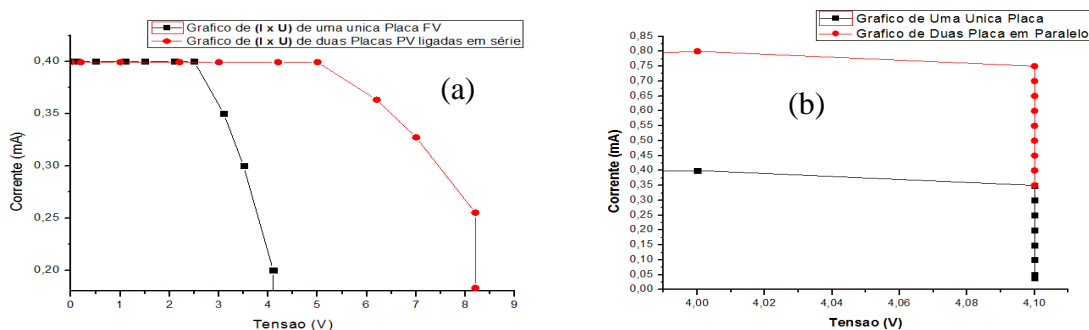 Grafico de (I x U) de uma unica Placa FV
Grafico de (I x U) de duas Placas PV ligadas em série
(a)
0,40
0,35
0,30
0,25
0,20
Corrente (mA)
0 1 2 3 4 5 6 7 8 9
Tensao (V)
Grafico de Uma Unica Placa
Grafico de Duas Placa em Paralelo
(b)
0,85
0,80
0,75
0,70
0,65
0,60
0,55
0,50
0,45
0,40
0,35
0,30
0,25
0,20
0,15
0,10
0,05
0,00
Corrente (mA)
4,00 4,02 4,04 4,06 4,08 4,10
Tensao (V)